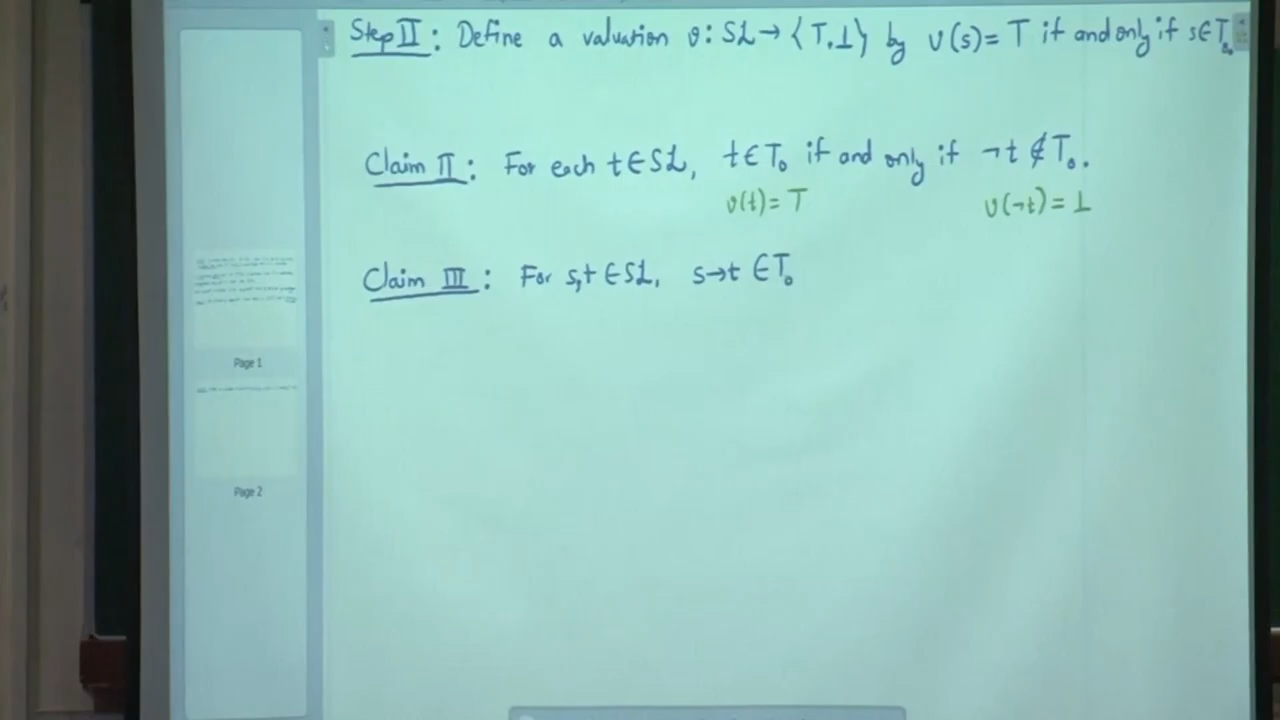 Step II: Define a valuation v: SL → {T,⊥} by v(s) = T if and only if s∈T₀
Claim II: For each t∈SL, t∈T₀ if and only if ¬t ∉ T₀.
v(t) = T v(¬t) = ⊥
Claim III: For s,t ∈ SL, s→t ∈ T₀
Page 1
Page 2